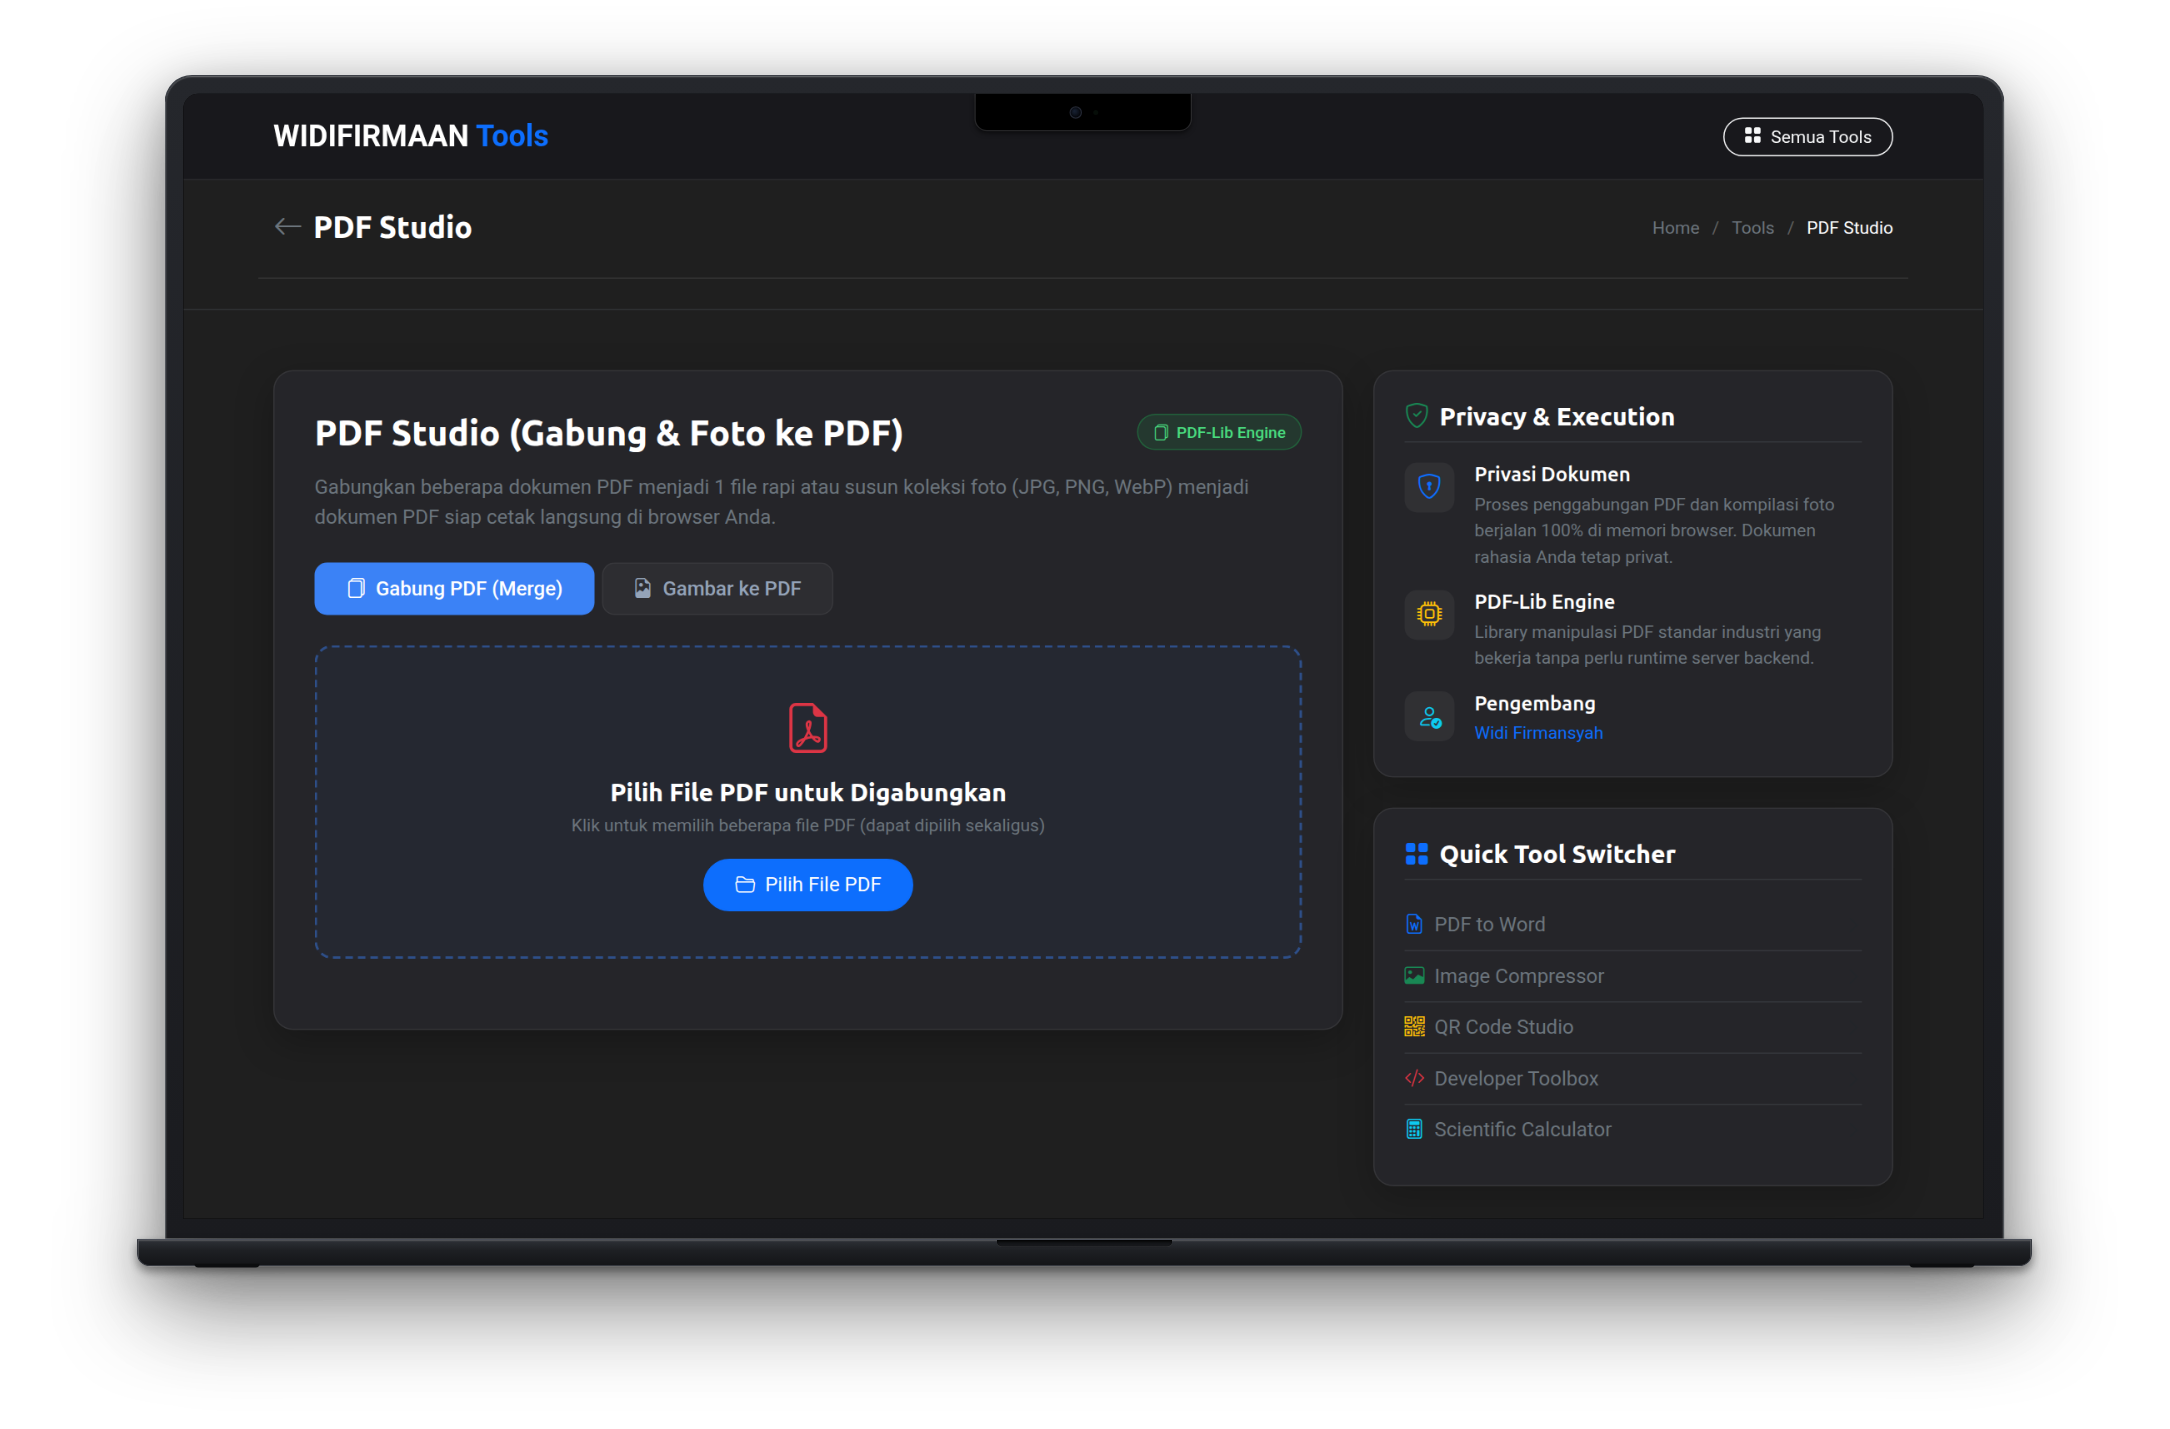 WIDIFIRMAAN Tools
Semua Tools
PDF Studio
Home / Tools / PDF Studio
PDF Studio (Gabung & Foto ke PDF)
PDF-Lib Engine
Gabungkan beberapa dokumen PDF menjadi 1 file rapi atau susun koleksi foto (JPG, PNG, WebP) menjadi
dokumen PDF siap cetak langsung di browser Anda.
Gabung PDF (Merge)
Gambar ke PDF
Pilih File PDF untuk Digabungkan
Klik untuk memilih beberapa file PDF (dapat dipilih sekaligus)
Pilih File PDF
Privacy & Execution
Privasi Dokumen
Proses penggabungan PDF dan kompilasi foto
berjalan 100% di memori browser. Dokumen
rahasia Anda tetap privat.
PDF-Lib Engine
Library manipulasi PDF standar industri yang
bekerja tanpa perlu runtime server backend.
Pengembang
Widi Firmansyah
Quick Tool Switcher
PDF to Word
Image Compressor
QR Code Studio
Developer Toolbox
Scientific Calculator